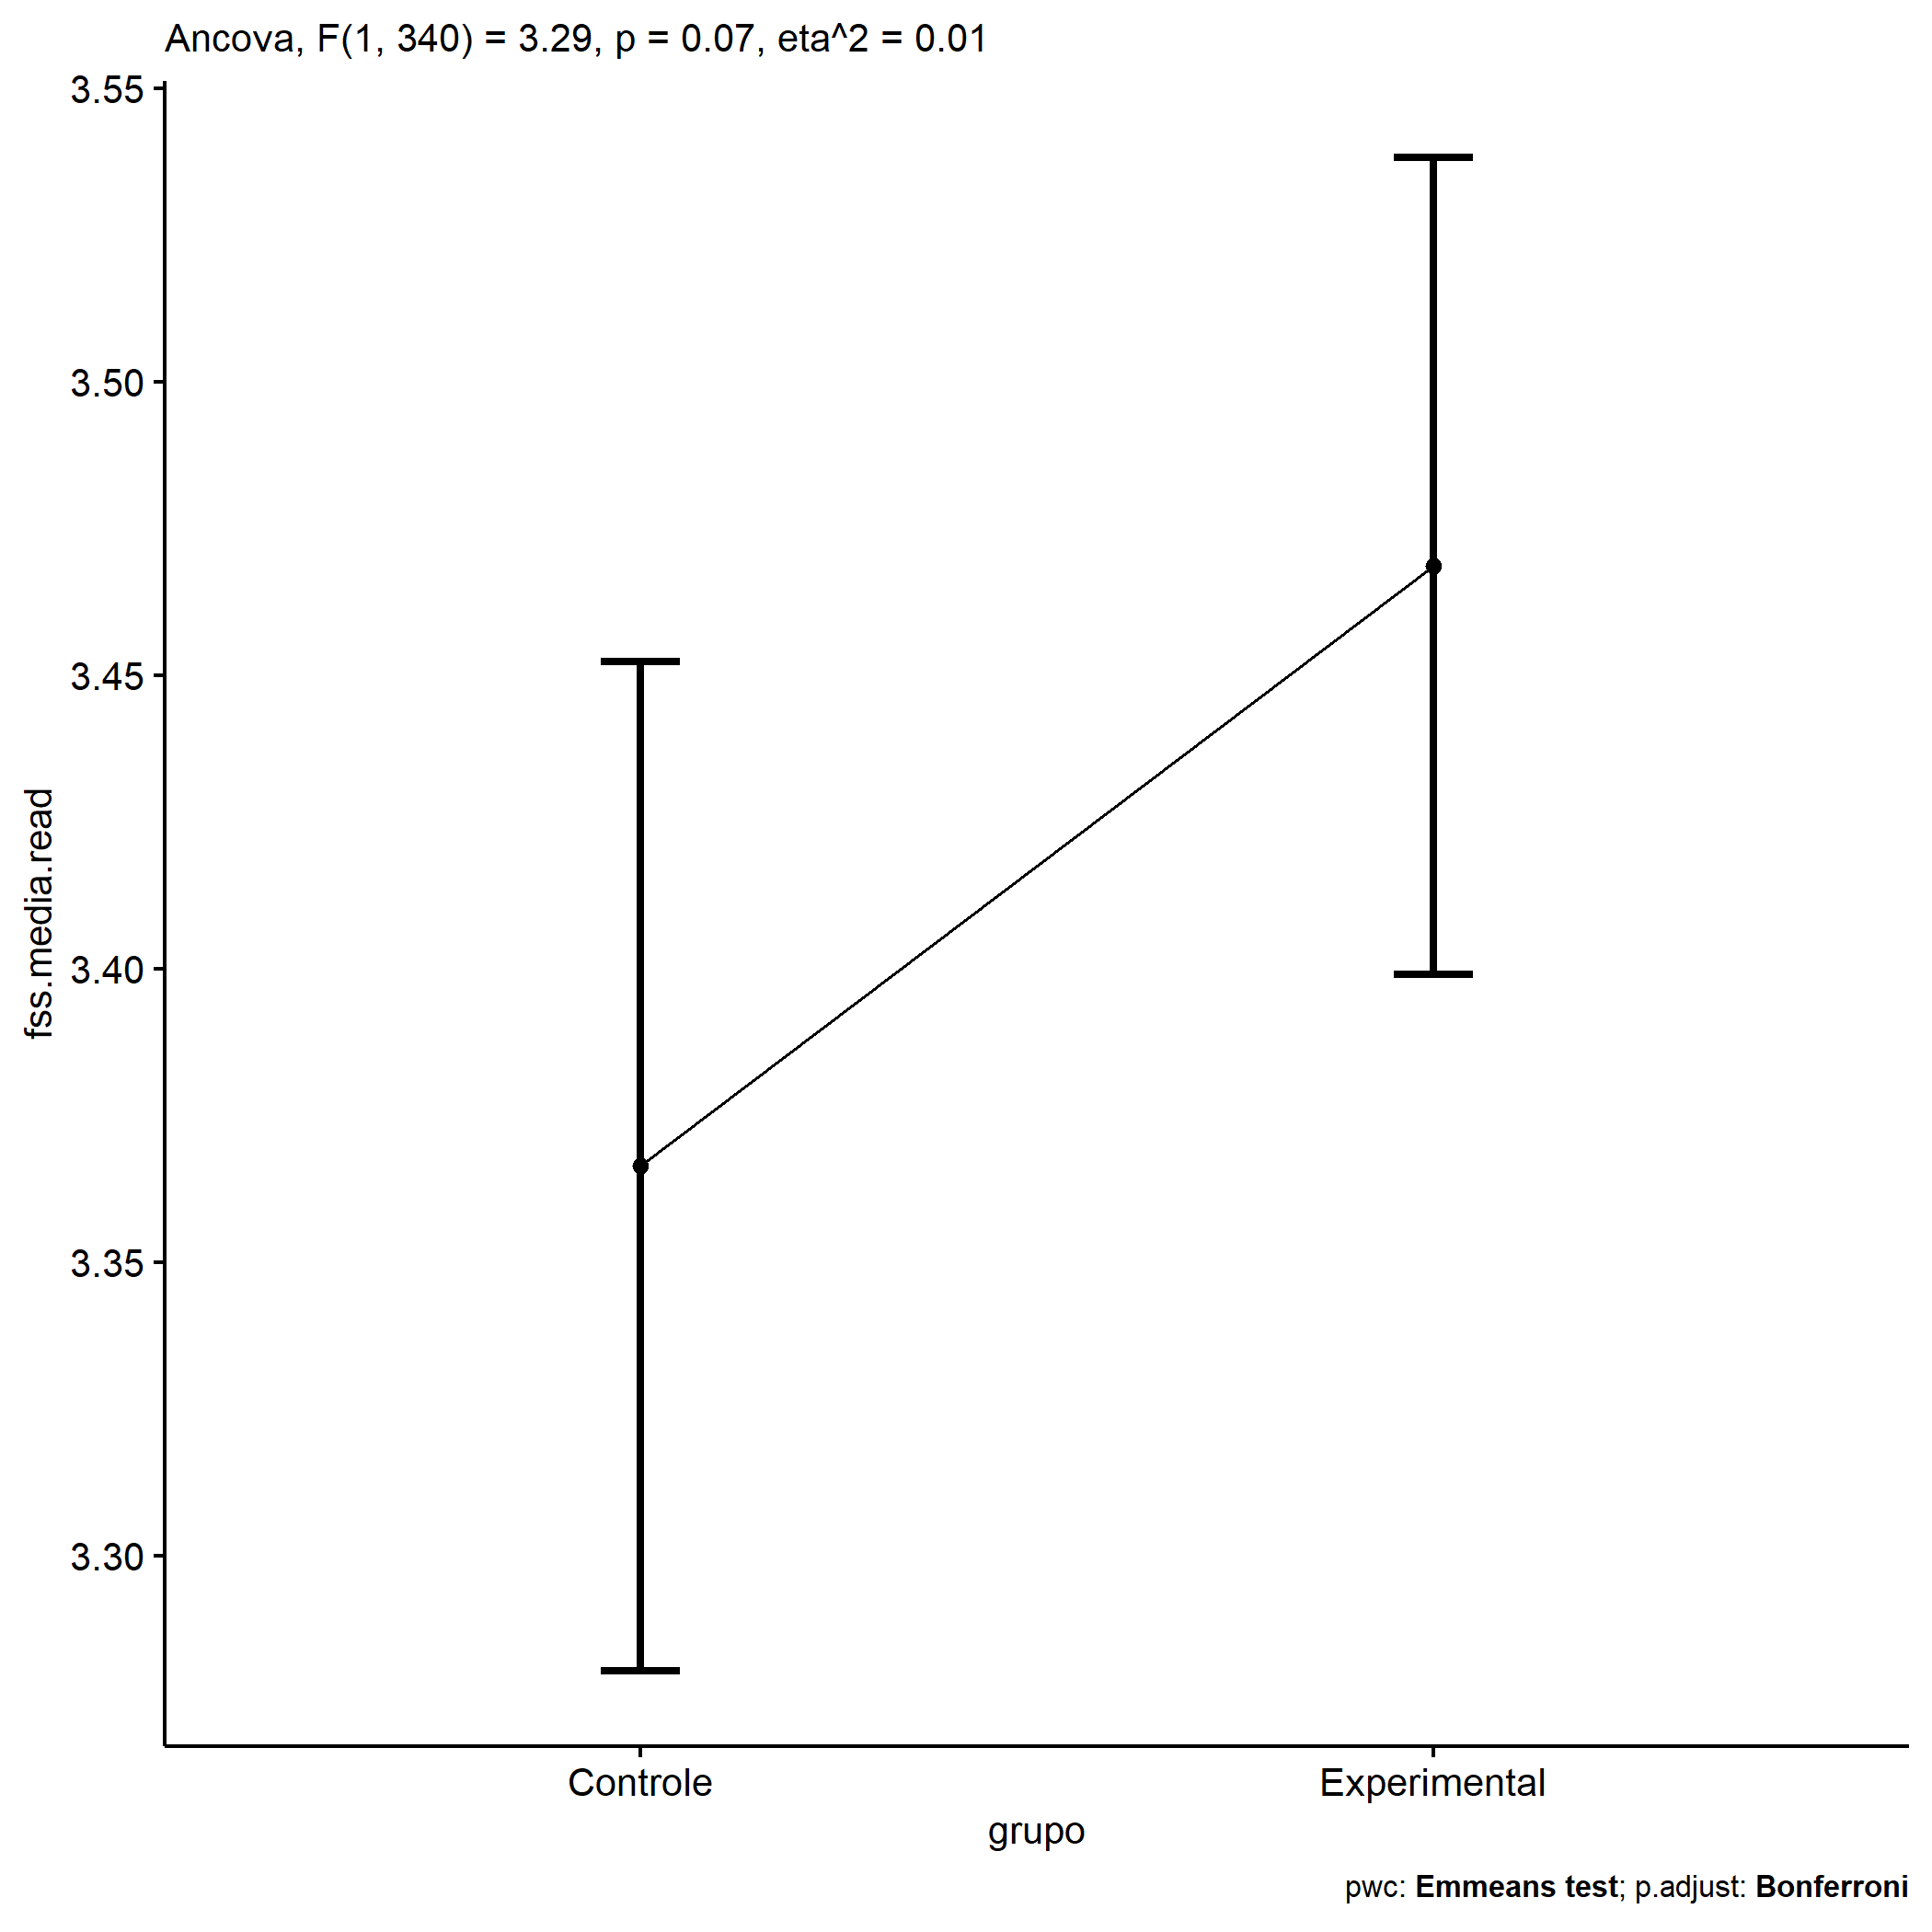 Ancova, F(1, 340) = 3.29, p = 0.07, eta^2 = 0.01
3.55
3.50
3.45
3.40
3.35
3.30
fss.media.read
Controle
Experimental
grupo
pwc: Emmeans test; p.adjust: Bonferroni